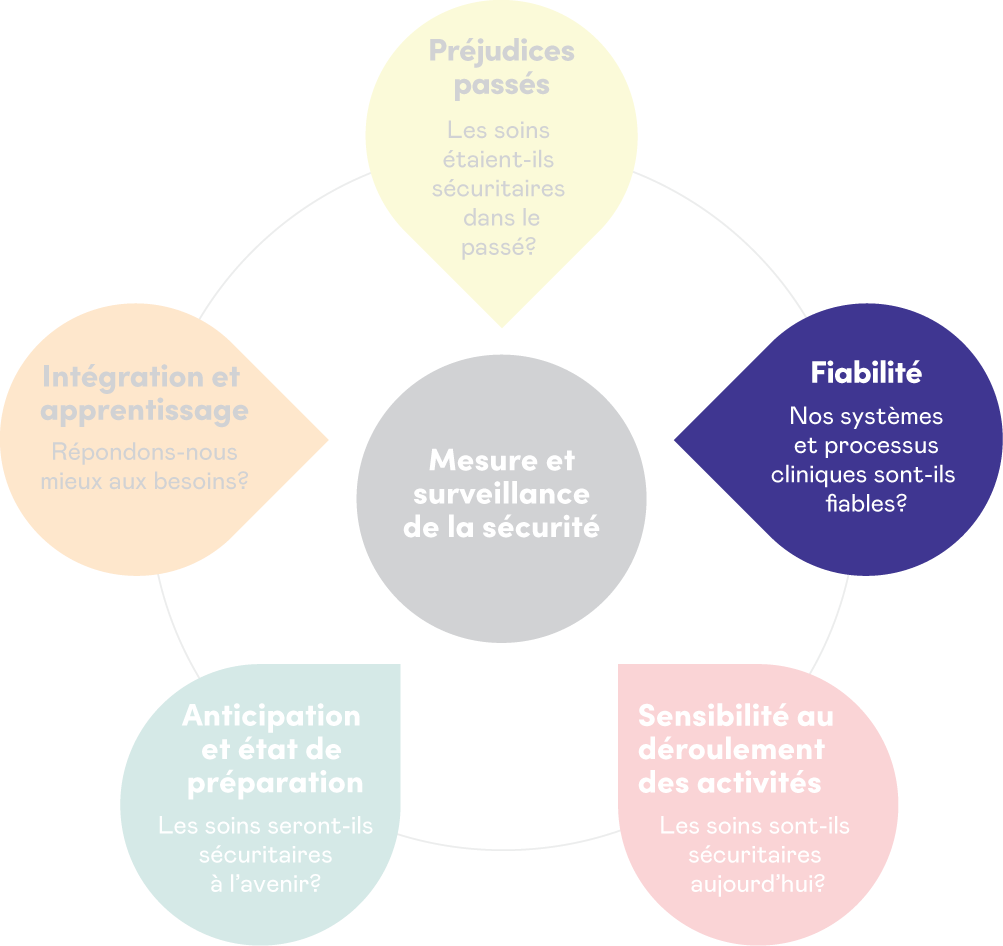 Préjudices
passés
Les soins
étaient-ils
sécuritaires
dans le
passé?
Fiabilité
Nos systèmes
et processus
cliniques sont-ils
fiables?
Sensibilité au
déroulement
des activités
Les soins sont-ils
sécuritaires
aujourd'hui?
Anticipation
et état de
préparation
Les soins seront-ils
sécuritaires
à l'avenir?
Intégration et
apprentissage
Répondons-nous
mieux aux besoins?
Mesure et
surveillance
de la sécurité